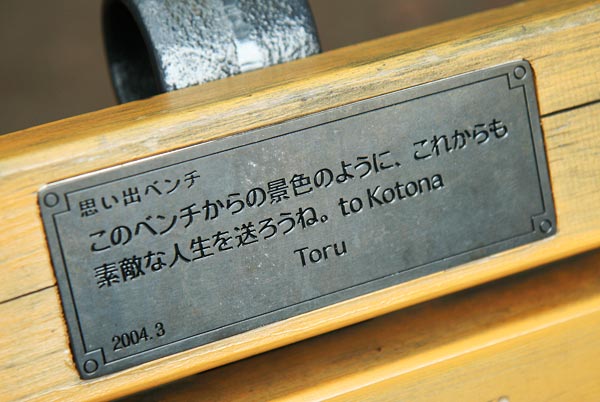 思い出ベンチ
このベンチからの景色のように、これからも
素敵な人生を送ろうね。to Kotona
Toru
2004.3